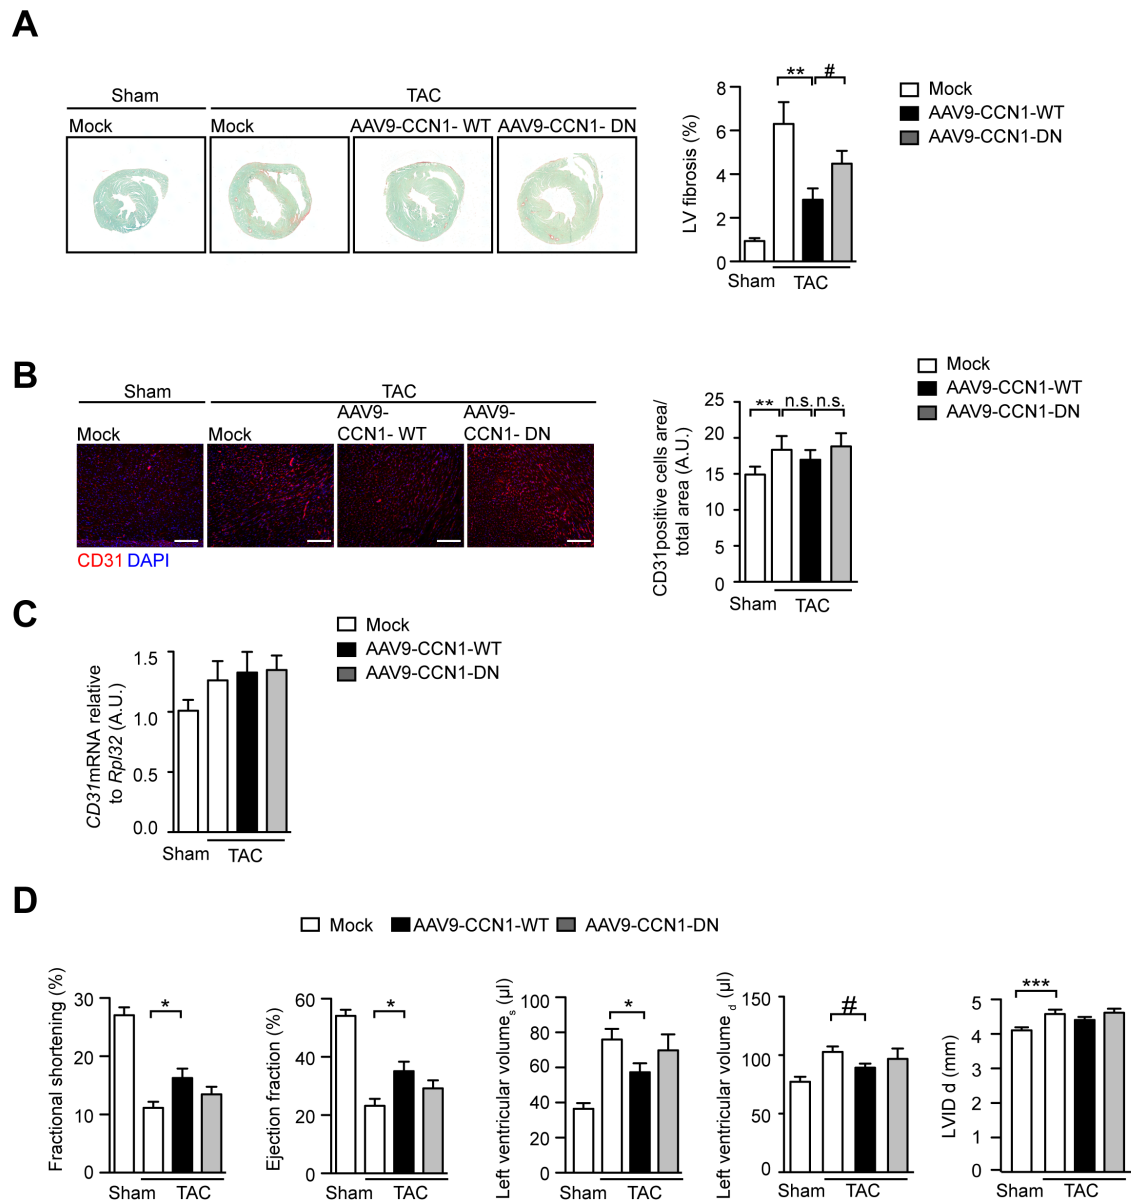 A
Sham
TAC
Mock
Mock
AAV9-CCN1- WT
AAV9-CCN1- DN
LV fibrosis (%)
8
6
4
2
0
**
#
Sham
TAC
Mock
AAV9-CCN1-WT
AAV9-CCN1-DN
B
Sham
TAC
Mock
Mock
AAV9-
CCN1- WT
AAV9-
CCN1- DN
CD31 DAPI
CD31positive cells area/
total area (A.U.)
25
20
15
10
5
0
**
n.s.
n.s.
Sham
TAC
Mock
AAV9-CCN1-WT
AAV9-CCN1-DN
C
CD31mRNA relative
to Rpl32 (A.U.)
1.5
1.0
0.5
0.0
Sham
TAC
Mock
AAV9-CCN1-WT
AAV9-CCN1-DN
D
Mock
AAV9-CCN1-WT
AAV9-CCN1-DN
Fractional shortening (%)
30
20
10
0
*
Sham
TAC
Ejection fraction (%)
60
40
20
0
*
Sham
TAC
Left ventricular volume s (µl)
100
80
60
40
20
0
*
Sham
TAC
Left ventricular volume d (µl)
150
100
50
0
#
Sham
TAC
LVID d (mm)
5
4
3
2
1
0
***
Sham
TAC